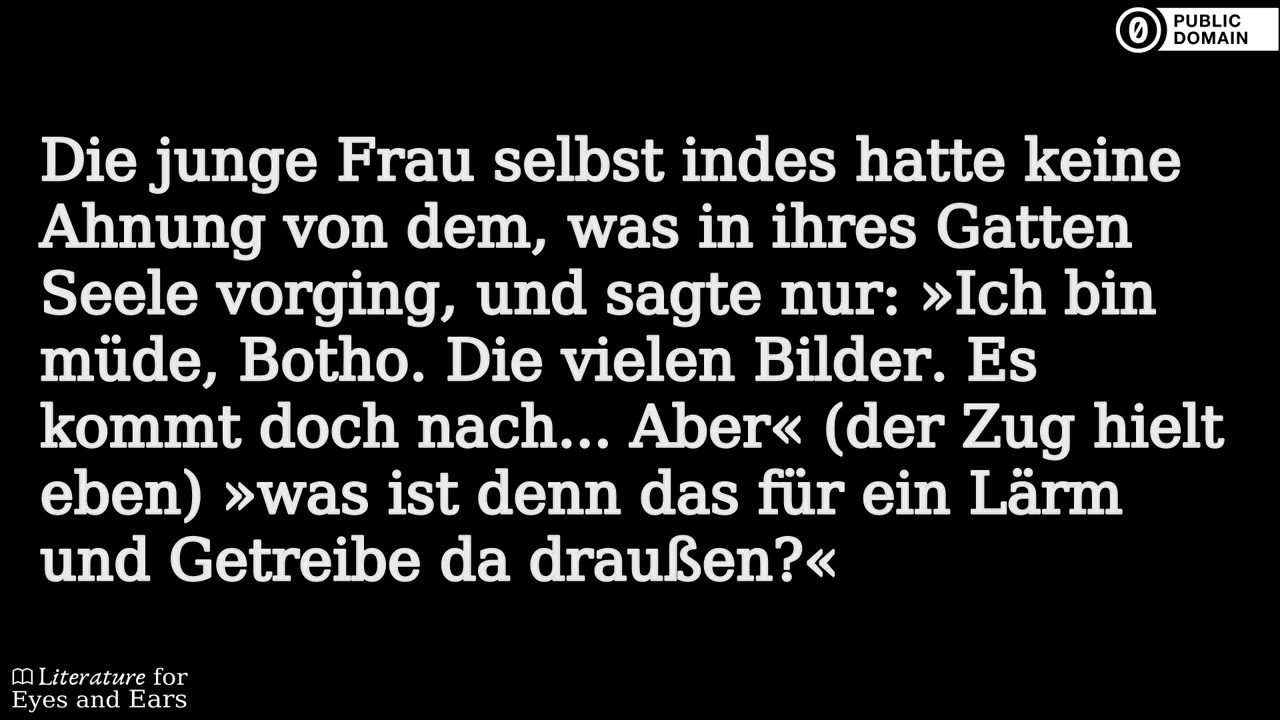 PUBLIC
DOMAIN
Die junge Frau selbst indes hatte keine
Ahnung von dem, was in ihres Gatten
Seele vorging, und sagte nur: »Ich bin
müde, Botho. Die vielen Bilder. Es
kommt doch nach... Aber« (der Zug hielt
eben) »was ist denn das für ein Lärm
und Getreibe da draußen?«
Literature for
Eyes and Ears